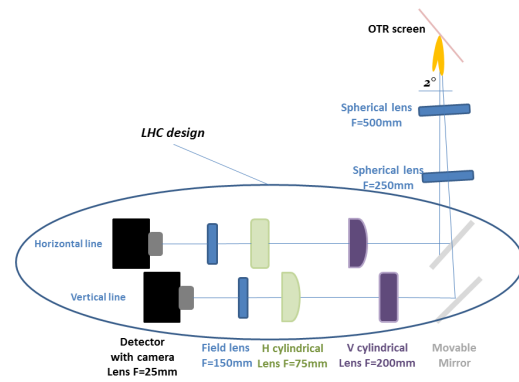 OTR screen
2°
Spherical lens
F=500mm
LHC design
Spherical lens
F=250mm
Horizontal line
Vertical line
Detector
with camera
Lens F=25mm
Field lens
F=150mm
H cylindrical
Lens F=75mm
V cylindrical
Lens F=200mm
Movable
Mirror